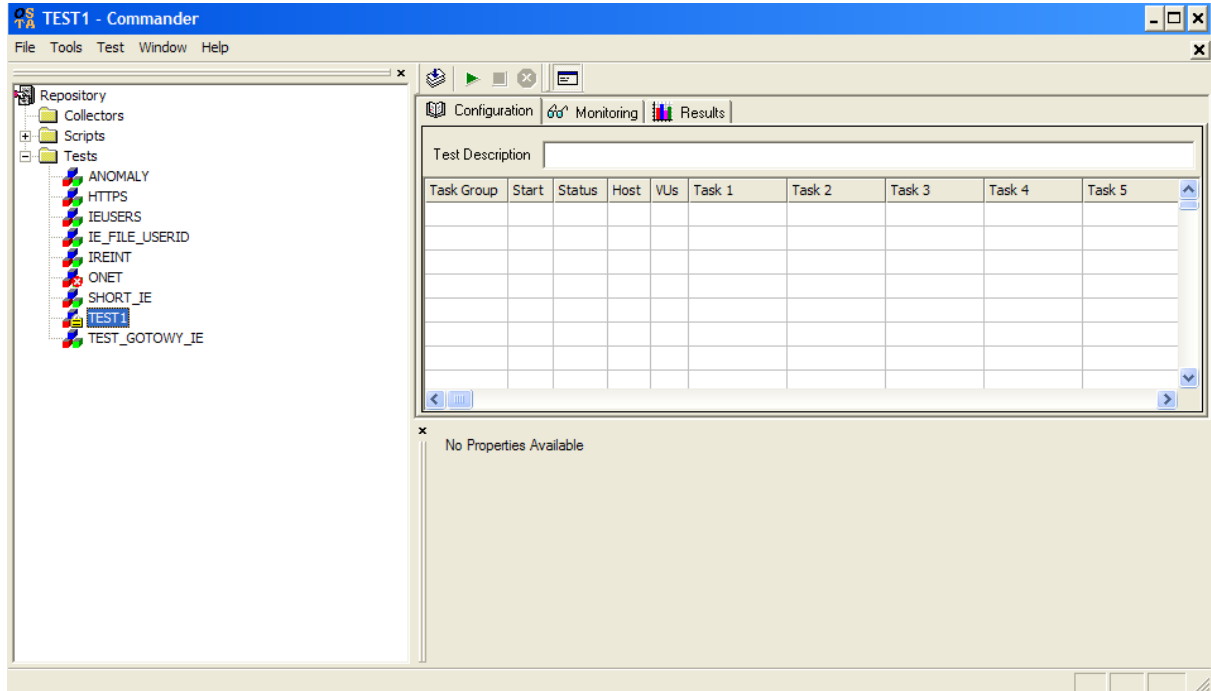 OSTA TEST1 - Commander
File Tools Test Window Help
Repository
Collectors
Scripts
Tests
ANOMALY
HTTPS
IEUSERS
IE_FILE_USERID
IREINT
ONET
SHORT_IE
TEST1
TEST_GOTOWY_IE
Configuration Monitoring Results
Test Description
Task Group Start Status Host VUs Task 1 Task 2 Task 3 Task 4 Task 5
No Properties Available